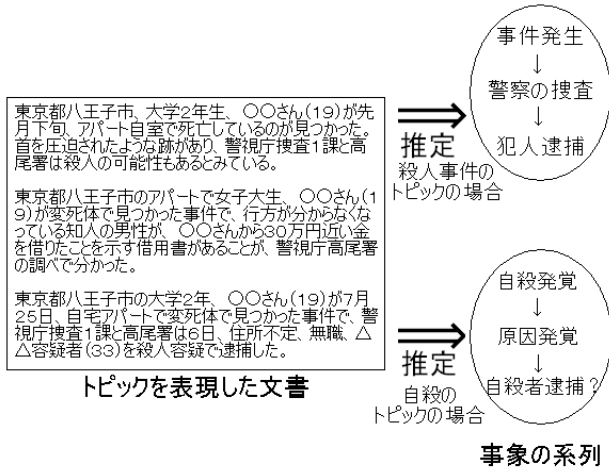 東京都八王子市、大学2年生、〇〇さん(19)が先
月下旬、アパート自室で死亡しているのが見つかった。
首を圧迫されたような跡があり、警視庁捜査1課と高
尾署は殺人の可能性もあるとみている。
東京都八王子市のアパートで女子大生、〇〇さん(1
9)が変死体で見つかった事件で、行方が分からなくな
っている知人の男性が、〇〇さんから30万円近い金
を借りたことを示す借用書があることが、警視庁高尾署
の調べで分かった。
東京都八王子市の大学2年、〇〇さん(19)が7月
25日、自宅アパートで変死体で見つかった事件で、警
視庁捜査1課と高尾署は6日、住所不定、無職、△
△容疑者(33)を殺人容疑で逮捕した。
トピックを表現した文書
推定
殺人事件の
トピックの場合
事件発生
↓
警察の捜査
↓
犯人逮捕
推定
自殺の
トピックの場合
自殺発覚
↓
原因発覚
↓
自殺者逮捕?
事象の系列